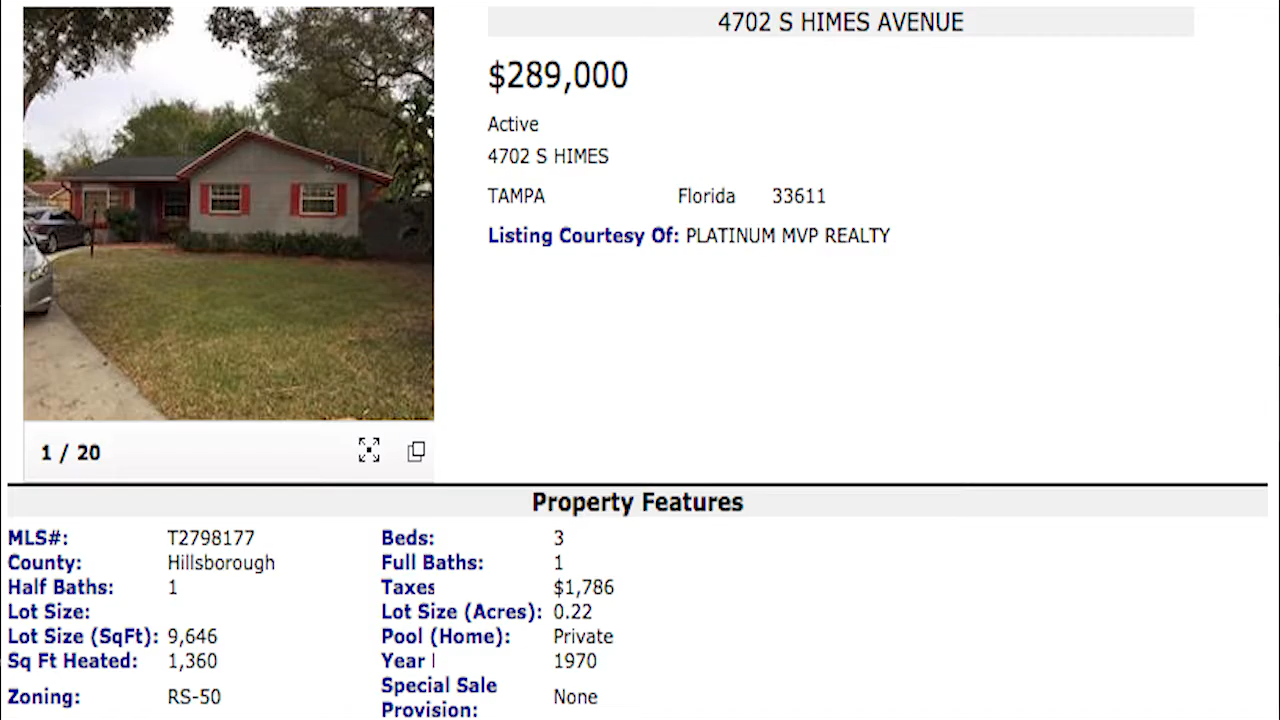 4702 S HIMES AVENUE
$289,000
Active
4702 S HIMES
TAMPA Florida 33611
Listing Courtesy Of: PLATINUM MVP REALTY
1 / 20
Property Features
MLS#: T2798177 Beds: 3
County: Hillsborough Full Baths: 1
Half Baths: 1 Taxes $1,786
Lot Size: Lot Size (Acres): 0.22
Lot Size (SqFt): 9,646 Pool (Home): Private
Sq Ft Heated: 1,360 Year 1970
Zoning: RS-50 Special Sale Provision: None